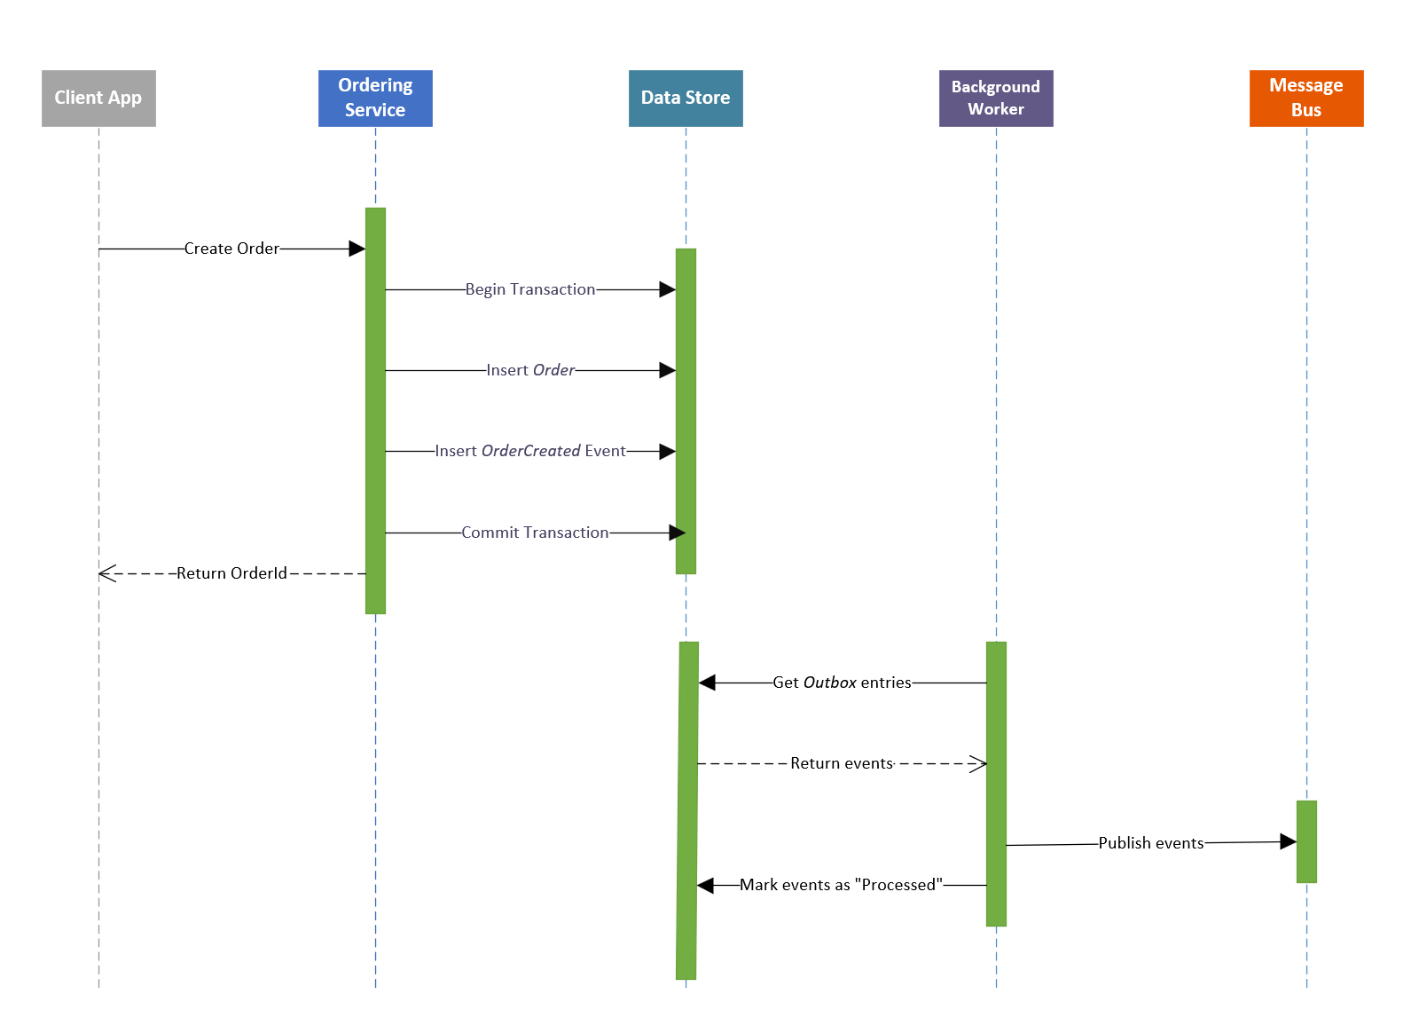 Client App
Ordering
Service
Data Store
Background
Worker
Message
Bus
Create Order
Begin Transaction
Insert Order
Insert OrderCreated Event
Commit Transaction
Return OrderId
Get Outbox entries
Return events
Publish events
Mark events as "Processed"